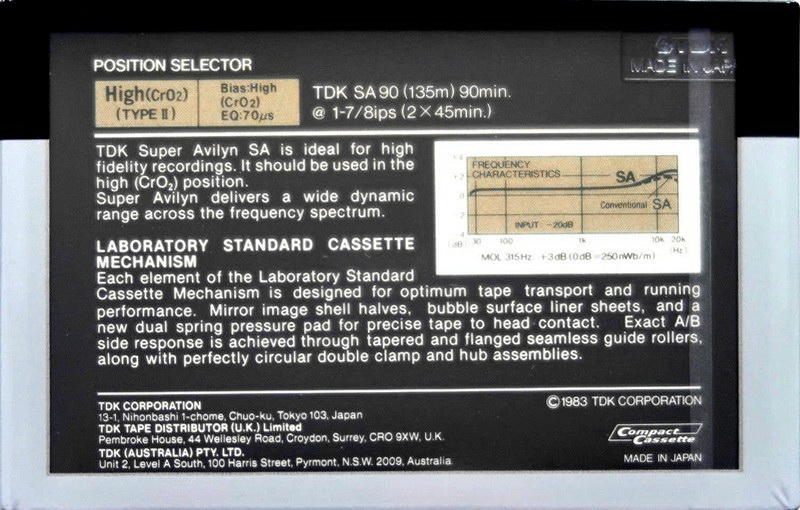 POSITION SELECTOR
TDK
MADE IN JAP
High(CrO2)
(TYPE II)
Bias:High
(CrO2)
EQ:70μs
TDK SA90 (135m) 90min.
@ 1-7/8ips (2×45min.)
TDK Super Avilyn SA is ideal for high
fidelity recordings. It should be used in the
high (CrO2) position.
Super Avilyn delivers a wide dynamic
range across the frequency spectrum.
FREQUENCY
CHARACTERISTICS
SA
Conventional SA
INPUT -20dB
+4
+2
0
2
4
(dB) 30 100 1k 10k 20k
(Hz)
MOL 315Hz +3dB (0dB=250nWb/m)
LABORATORY STANDARD CASSETTE
MECHANISM
Each element of the Laboratory Standard
Cassette Mechanism is designed for optimum tape transport and running
performance. Mirror image shell halves, bubble surface liner sheets, and a
new dual spring pressure pad for precise tape to head contact. Exact A/B
side response is achieved through tapered and flanged seamless guide rollers,
along with perfectly circular double clamp and hub assemblies.
TDK CORPORATION
13-1, Nihonbashi 1-chome, Chuo-ku, Tokyo 103, Japan
TDK TAPE DISTRIBUTOR (U.K.) Limited
Pembroke House, 44 Wellesley Road, Croydon, Surrey, CRO 9XW, U.K.
TDK (AUSTRALIA) PTY. LTD.
Unit 2, Level A South, 100 Harris Street, Pyrmont, N.S.W. 2009, Australia
©1983 TDK CORPORATION
Compact
Cassette
MADE IN JAPAN